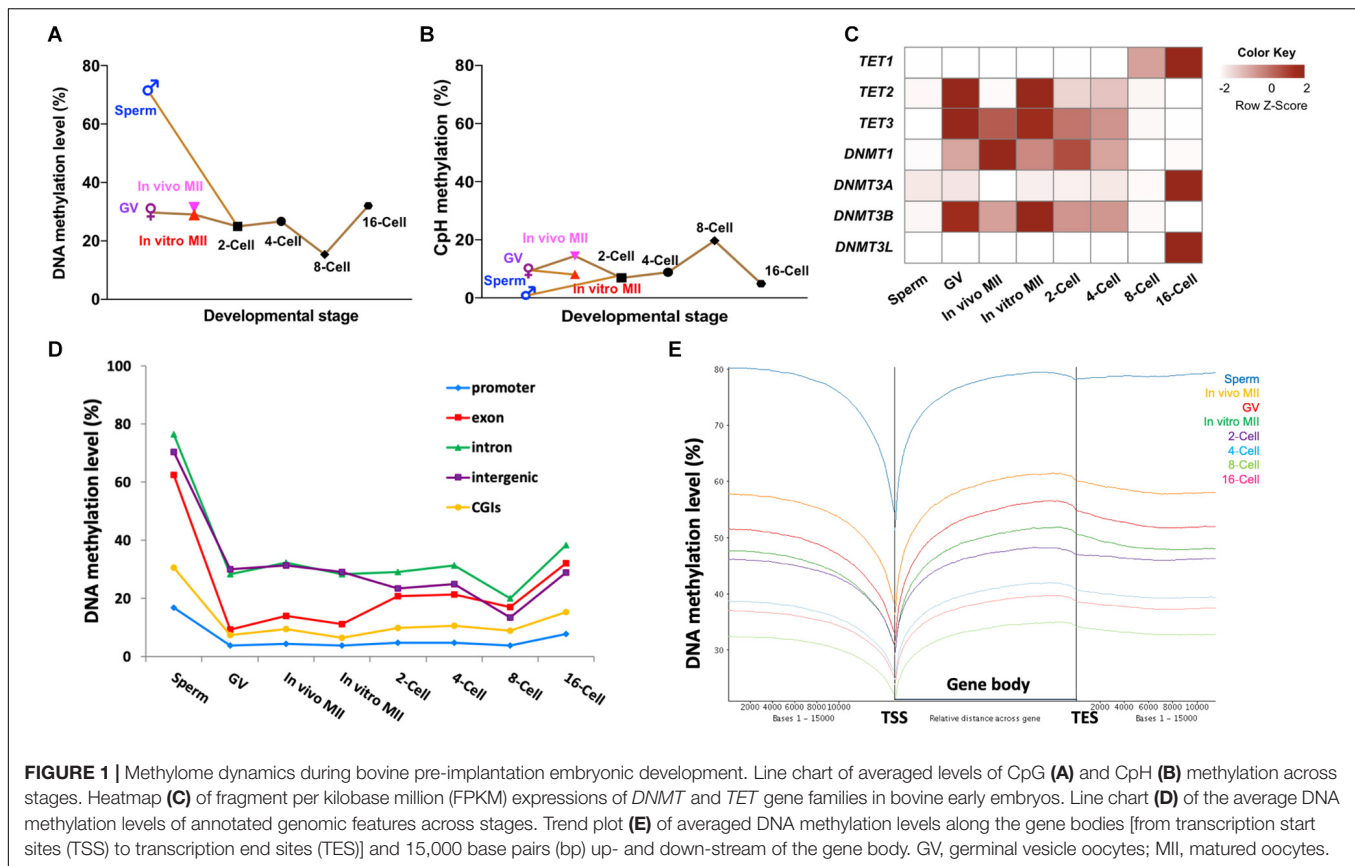 A
DNA methylation level (%)
80
60
40
20
0
Sperm
In vivo MII
GV
In vitro MII
2-Cell
4-Cell
8-Cell
16-Cell
Developmental stage
B
CpH methylation (%)
80
60
40
20
0
In vivo MII
GV
Sperm
In vitro MII
2-Cell
4-Cell
8-Cell
16-Cell
Developmental stage
C
TET1
TET2
TET3
DNMT1
DNMT3A
DNMT3B
DNMT3L
Sperm
GV
In vivo MII
In vitro MII
2-Cell
4-Cell
8-Cell
16-Cell
Color Key
-2 0 2
Row Z-Score
D
DNA methylation level (%)
100
80
60
40
20
0
promoter
exon
intron
intergenic
CGIs
Sperm
GV
In vivo MII
In vitro MII
2-Cell
4-Cell
8-Cell
16-Cell
E
DNA methylation level (%)
80
70
60
50
40
30
Sperm
In vivo MII
GV
In vitro MII
2-Cell
4-Cell
8-Cell
16-Cell
Gene body
2000 4000 6000 8000 10000
Bases 1 – 15000
TSS
Relative distance across gene
TES
2000 4000 6000 8000 10000
Bases 1 – 15000
FIGURE 1 | Methylome dynamics during bovine pre-implantation embryonic development. Line chart of averaged levels of CpG (A) and CpH (B) methylation across
stages. Heatmap (C) of fragment per kilobase million (FPKM) expressions of DNMT and TET gene families in bovine early embryos. Line chart (D) of the average DNA
methylation levels of annotated genomic features across stages. Trend plot (E) of averaged DNA methylation levels along the gene bodies [from transcription start
sites (TSS) to transcription end sites (TES)] and 15,000 base pairs (bp) up- and down-stream of the gene body. GV, germinal vesicle oocytes; MII, matured oocytes.